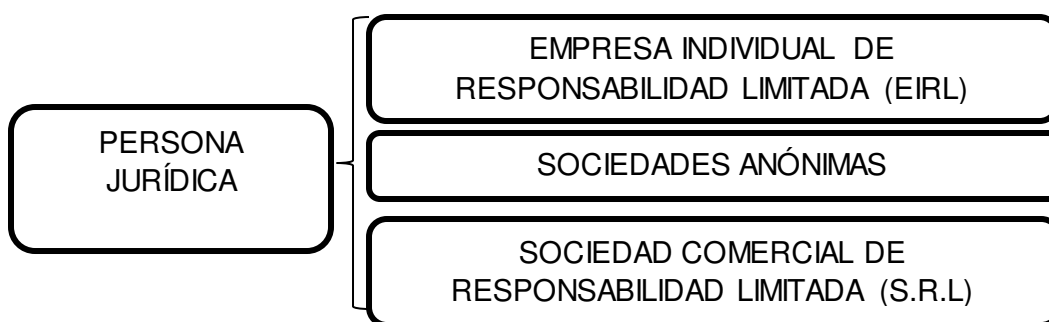 PERSONA
JURÍDICA
EMPRESA INDIVIDUAL DE
RESPONSABILIDAD LIMITADA (EIRL)
SOCIEDADES ANÓNIMAS
SOCIEDAD COMERCIAL DE
RESPONSABILIDAD LIMITADA (S.R.L)